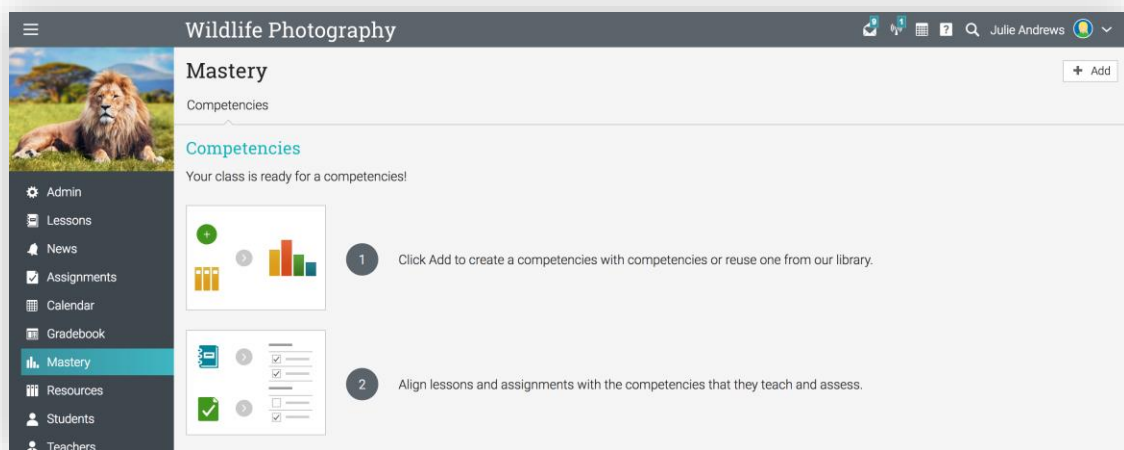 Wildlife Photography
9
1
?
Julie Andrews
Mastery
+ Add
Competencies
Competencies
Your class is ready for a competencies!
1
Click Add to create a competencies with competencies or reuse one from our library.
2
Align lessons and assignments with the competencies that they teach and assess.
Admin
Lessons
News
Assignments
Calendar
Gradebook
Mastery
Resources
Students
Teachers